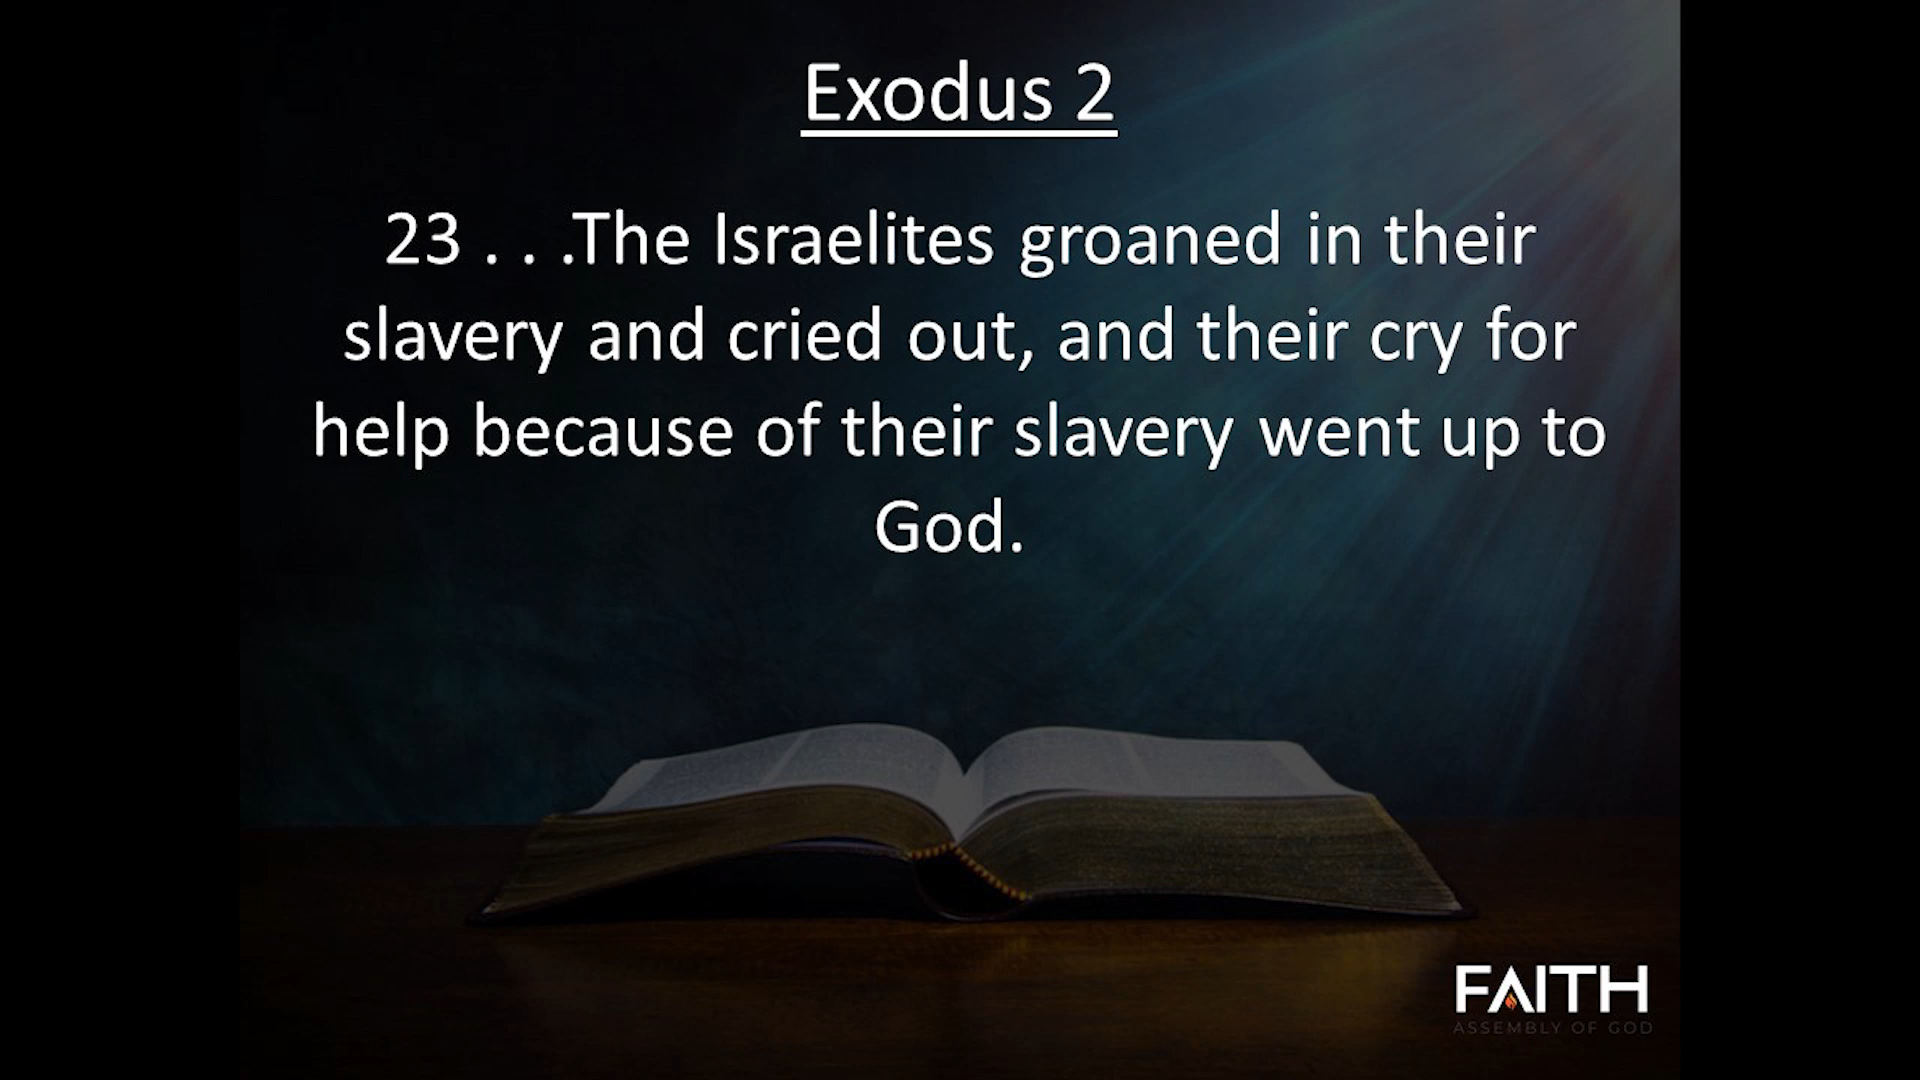 Exodus 2
23 . . .The Israelites groaned in their
slavery and cried out, and their cry for
help because of their slavery went up to
God.
FAITH
ASSEMBLY OF GOD